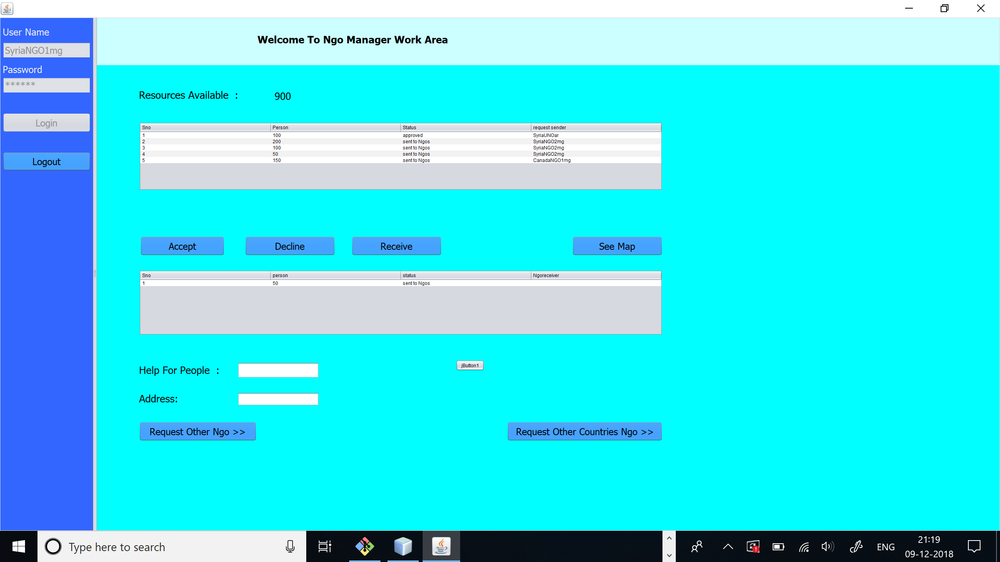 User Name
SyriaNGO1mg
Password
******
Login
Logout
Welcome To Ngo Manager Work Area
Resources Available  :  900
Sno Person Status request sender
1 100 approved SyriaUNOar
2 200 sent to Ngos SyriaNGO2mg
3 100 sent to Ngos SyriaNGO2mg
4 50 sent to Ngos SyriaNGO2mg
5 150 sent to Ngos CanadaNGO1mg
Accept Decline Receive See Map
Sno person status Ngoreceiver
1 50 sent to Ngos
Help For People  :
jButton1
Address:
Request Other Ngo >> Request Other Countries Ngo >>
Type here to search
ENG
21:19
09-12-2018